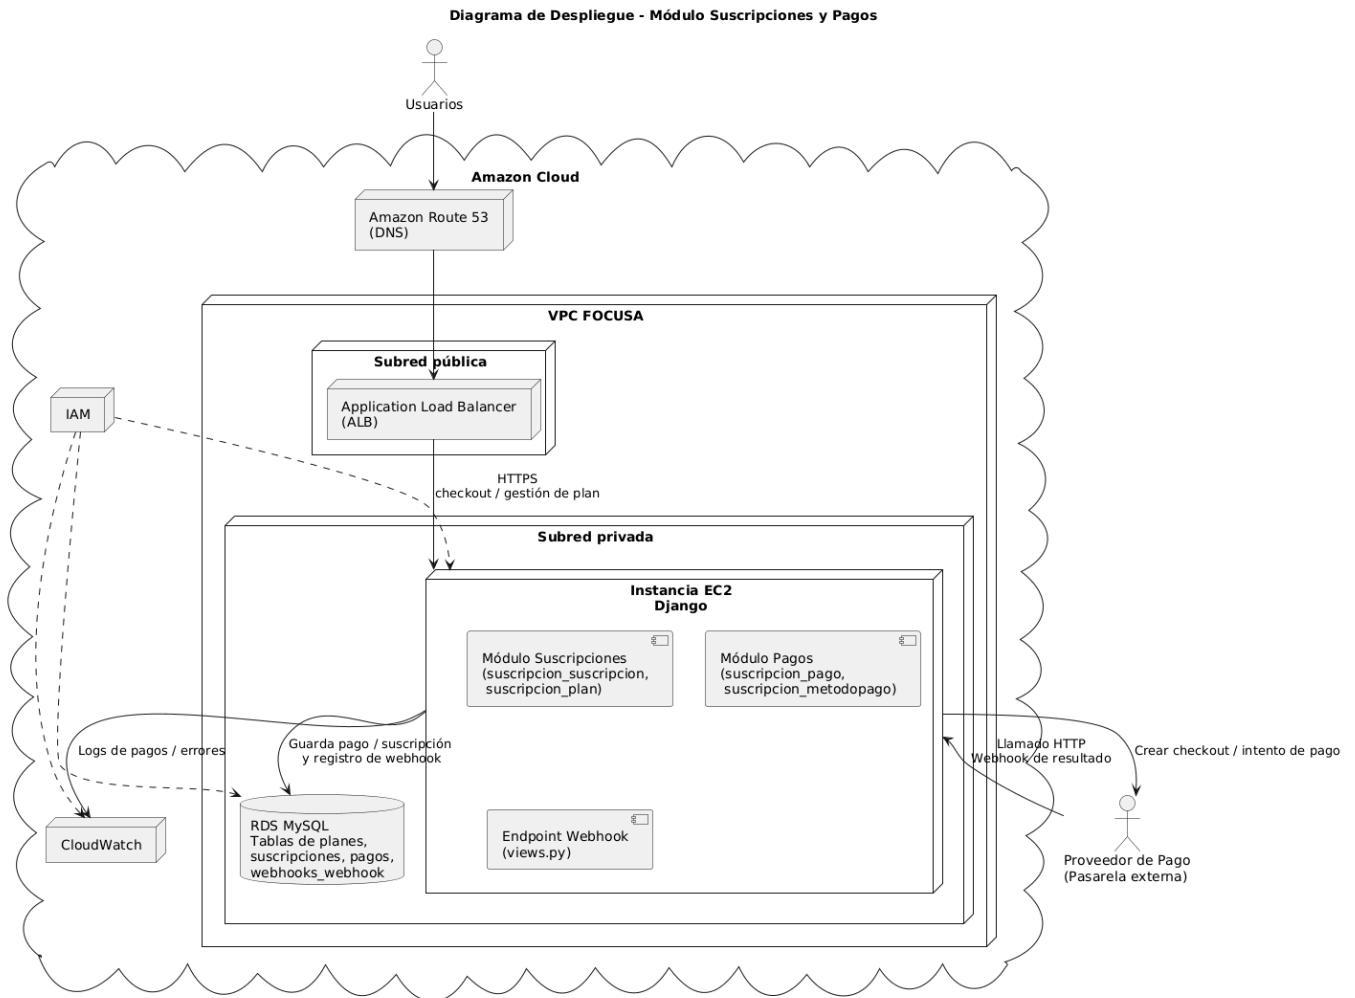 Diagrama de Despliegue - Módulo Suscripciones y Pagos
Usuarios
Amazon Cloud
Amazon Route 53
(DNS)
VPC FOCUSA
Subred pública
Application Load Balancer
(ALB)
IAM
HTTPS
checkout / gestión de plan
Subred privada
Instancia EC2
Django
Módulo Suscripciones
(suscripcion_suscripcion,
suscripcion_plan)
Módulo Pagos
(suscripcion_pago,
suscripcion_metodopago)
Logs de pagos / errores
Guarda pago / suscripción
y registro de webhook
Llamado HTTP
Webhook de resultado
Crear checkout / intento de pago
CloudWatch
RDS MySQL
Tablas de planes,
suscripciones, pagos,
webhooks_webhook
Endpoint Webhook
(views.py)
Proveedor de Pago
(Pasarela externa)